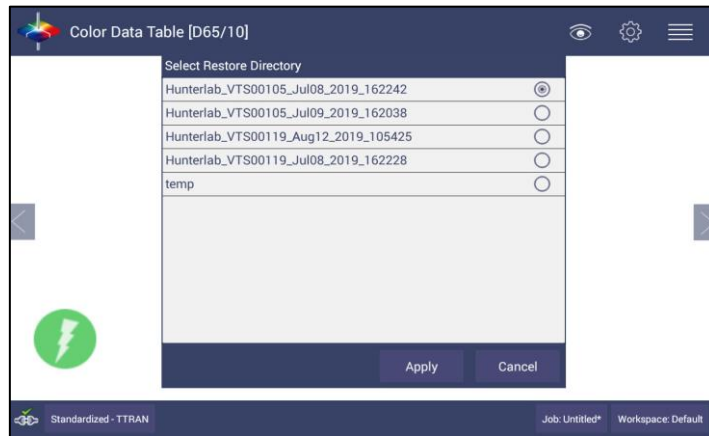 Color Data Table [D65/10]
Select Restore Directory
Hunterlab_VTS00105_Jul08_2019_162242
Hunterlab_VTS00105_Jul09_2019_162038
Hunterlab_VTS00119_Aug12_2019_105425
Hunterlab_VTS00119_Jul08_2019_162228
temp
Apply Cancel
Standardized - TTRAN Job: Untitled* Workspace: Default